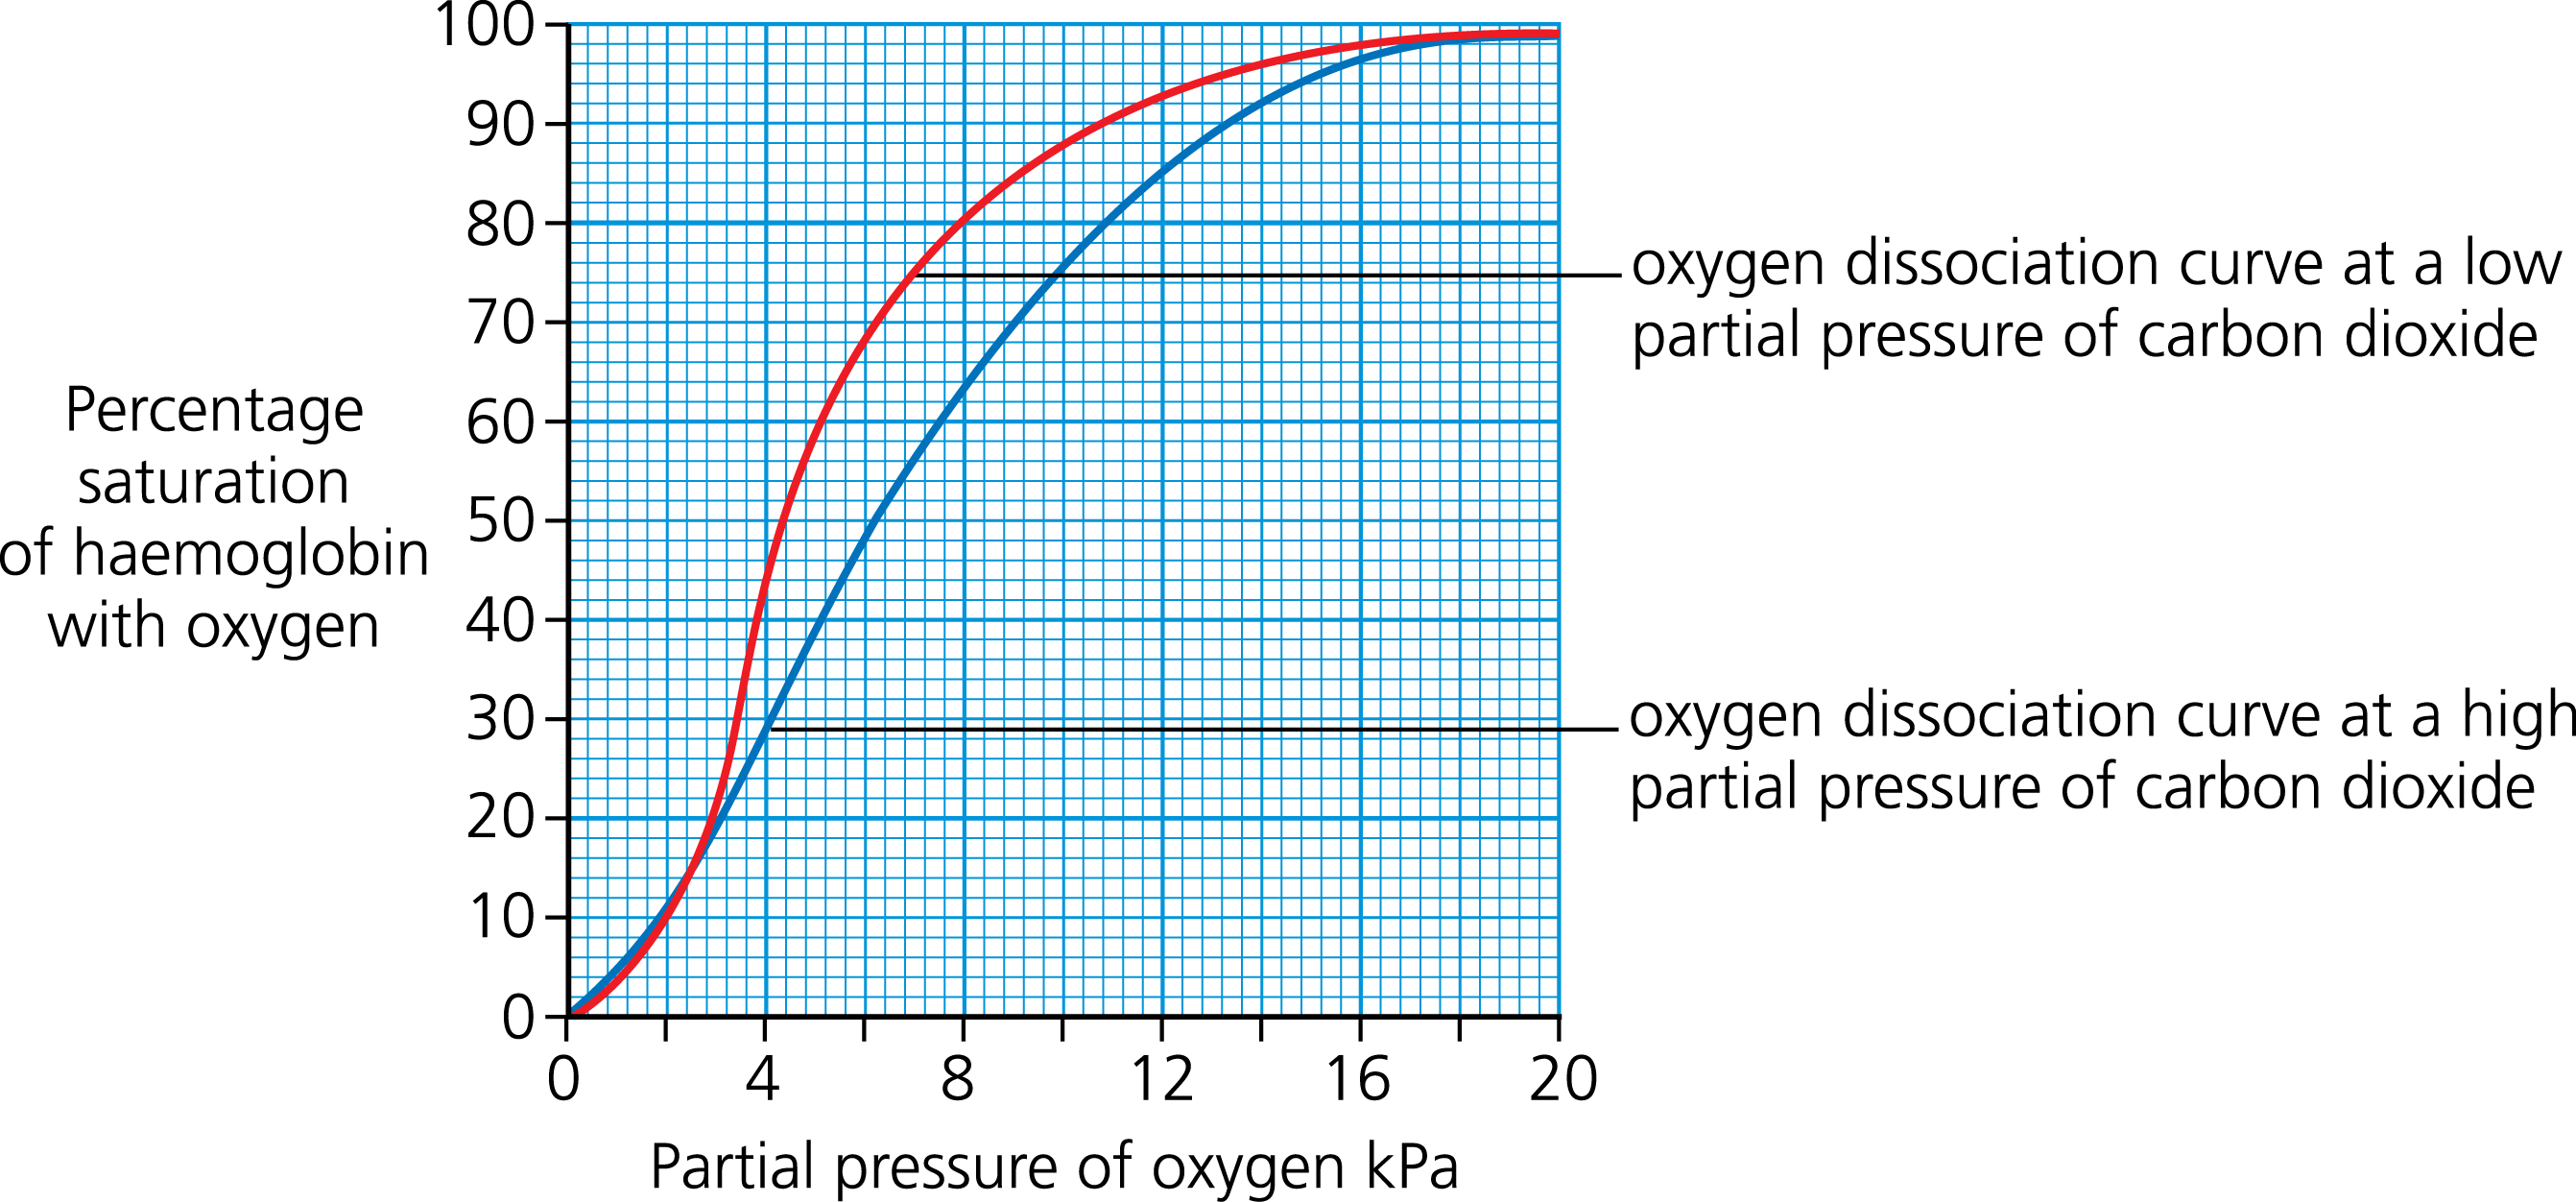 100
90
80
70
60
50
40
30
20
10
0
Percentage
saturation
of haemoglobin
with oxygen
oxygen dissociation curve at a low
partial pressure of carbon dioxide
oxygen dissociation curve at a high
partial pressure of carbon dioxide
0 4 8 12 16 20
Partial pressure of oxygen kPa